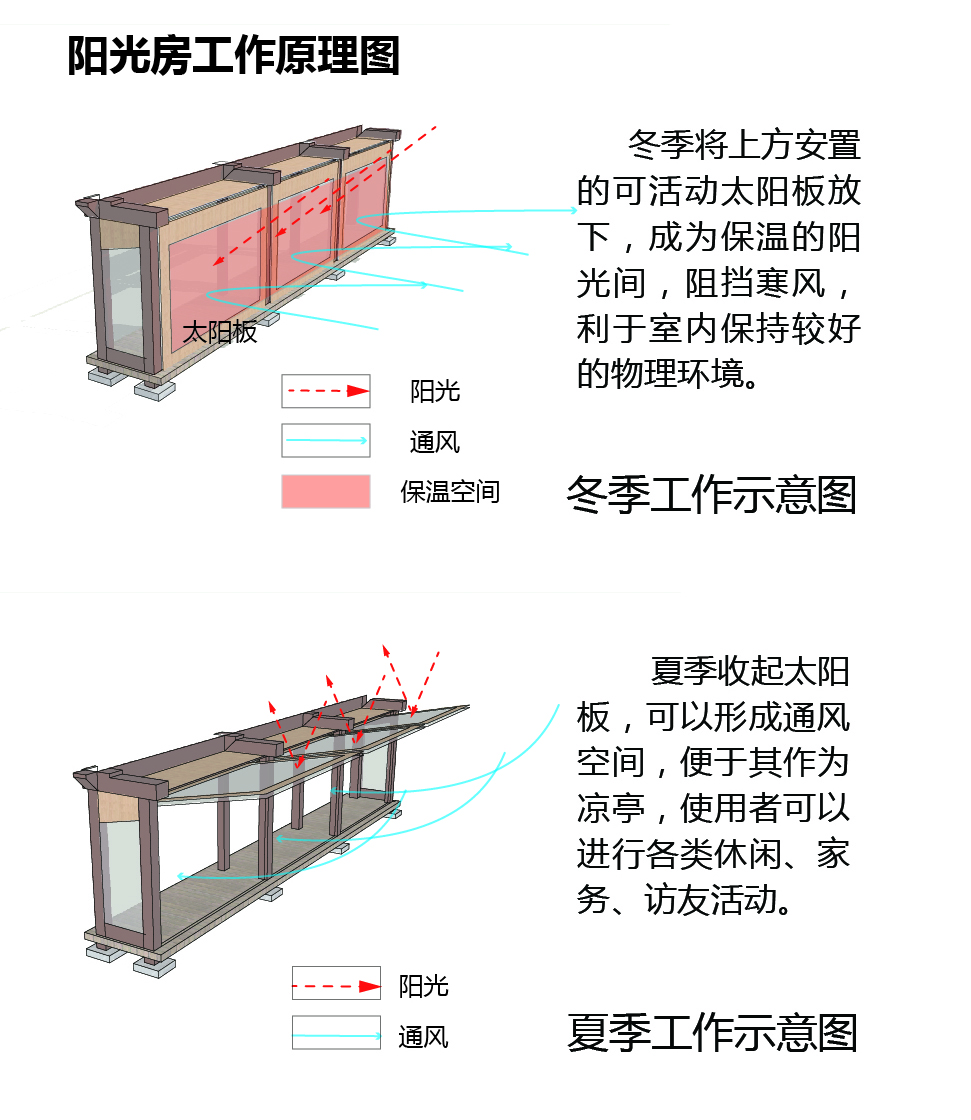 阳光房工作原理图
冬季将上方安置
的可活动太阳板放
下，成为保温的阳
光间，阻挡寒风，
利于室内保持较好
的物理环境。
太阳板
阳光
通风
保温空间
冬季工作示意图
夏季收起太阳
板，可以形成通风
空间，便于其作为
凉亭，使用者可以
进行各类休闲、家
务、访友活动。
阳光
通风
夏季工作示意图